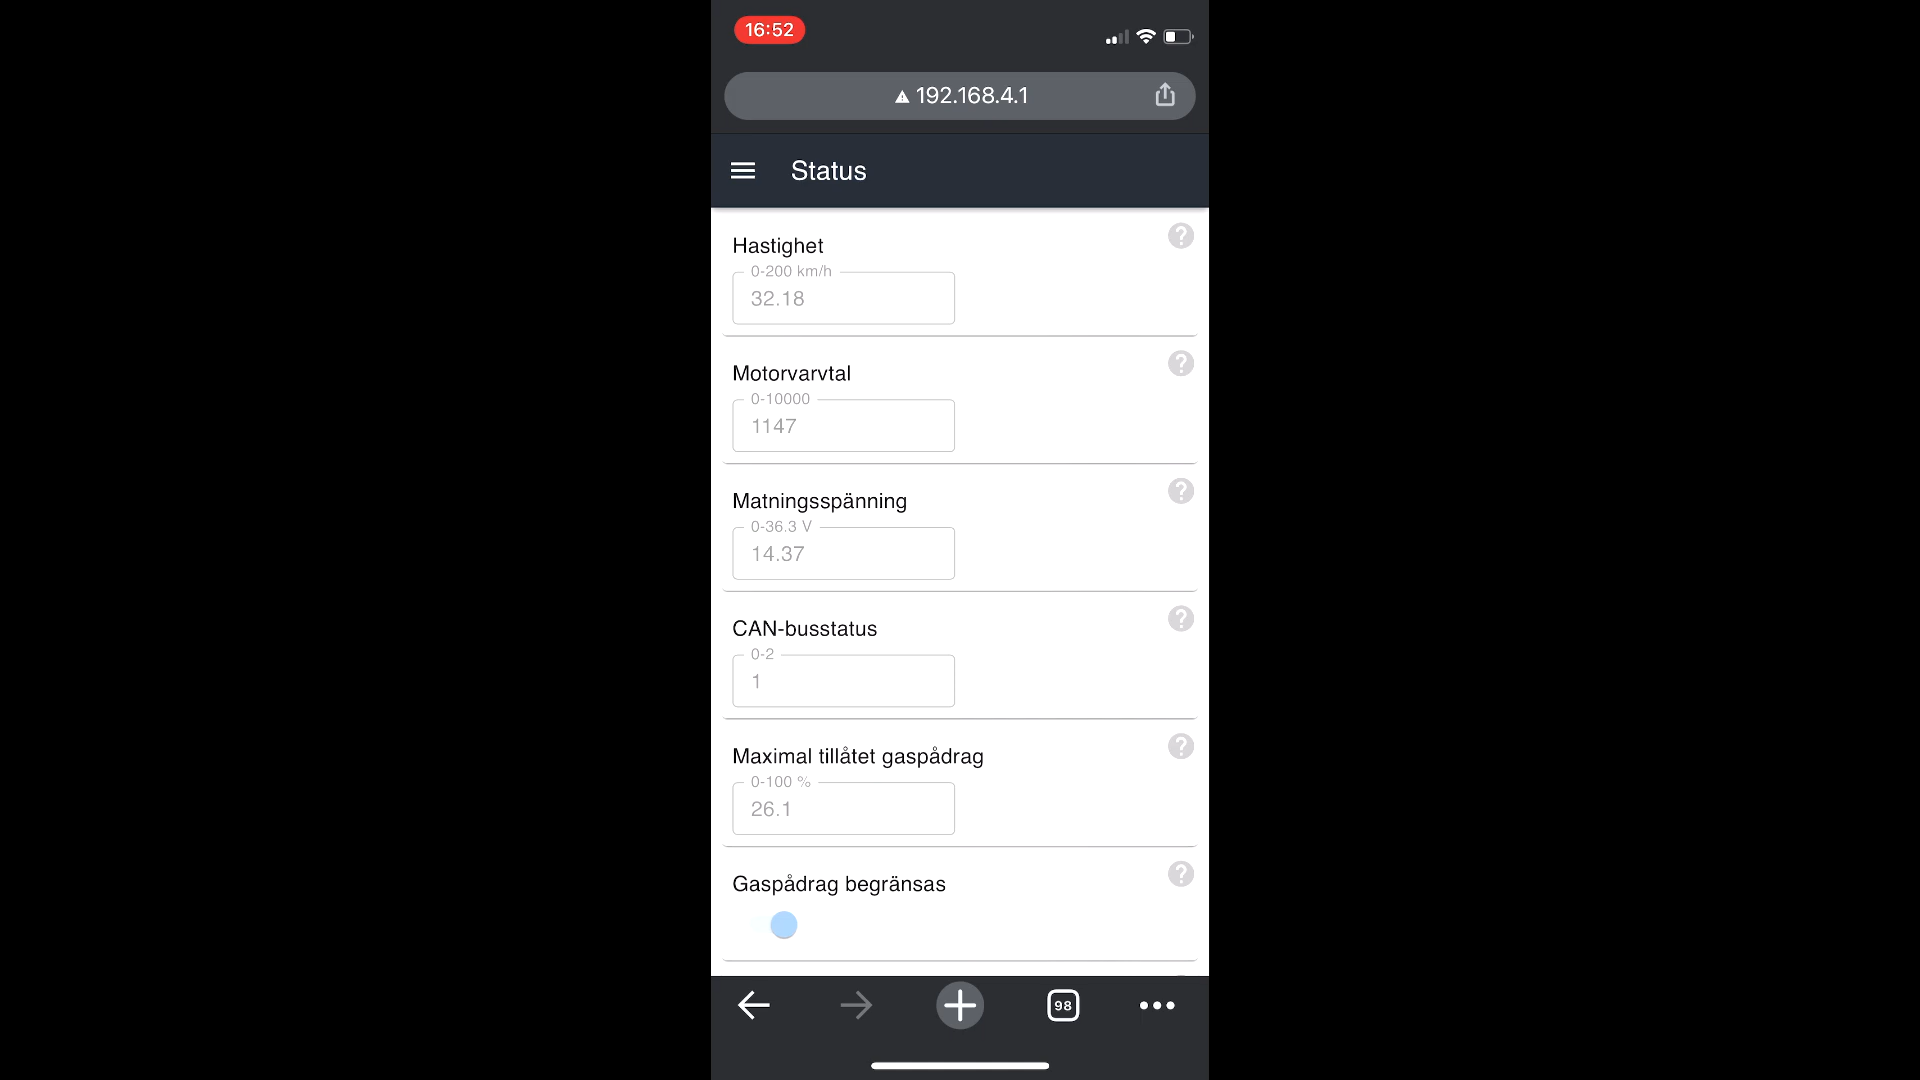 16:52
192.168.4.1
Status
Hastighet
0-200 km/h
32.18
Motorvarvtal
0-10000
1147
Matningsspänning
0-36.3 V
14.37
CAN-busstatus
0-2
1
Maximal tillåtet gaspådrag
0-100 %
26.1
Gaspådrag begränsas
98